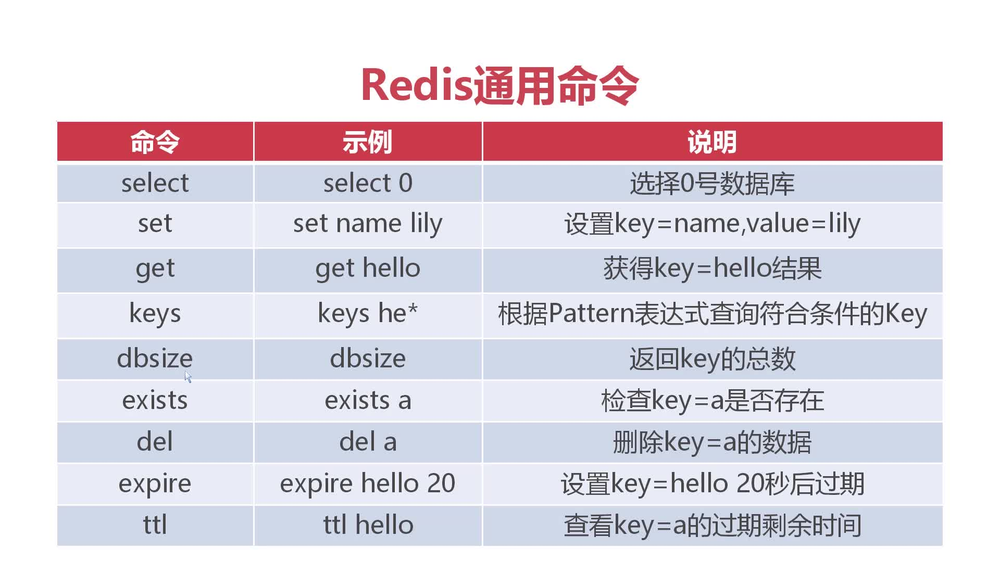 Redis通用命令
命令 示例 说明
select select 0 选择0号数据库
set set name lily 设置key=name,value=lily
get get hello 获得key=hello结果
keys keys he* 根据Pattern表达式查询符合条件的Key
dbsize dbsize 返回key的总数
exists exists a 检查key=a是否存在
del del a 删除key=a的数据
expire expire hello 20 设置key=hello 20秒后过期
ttl ttl hello 查看key=a的过期剩余时间